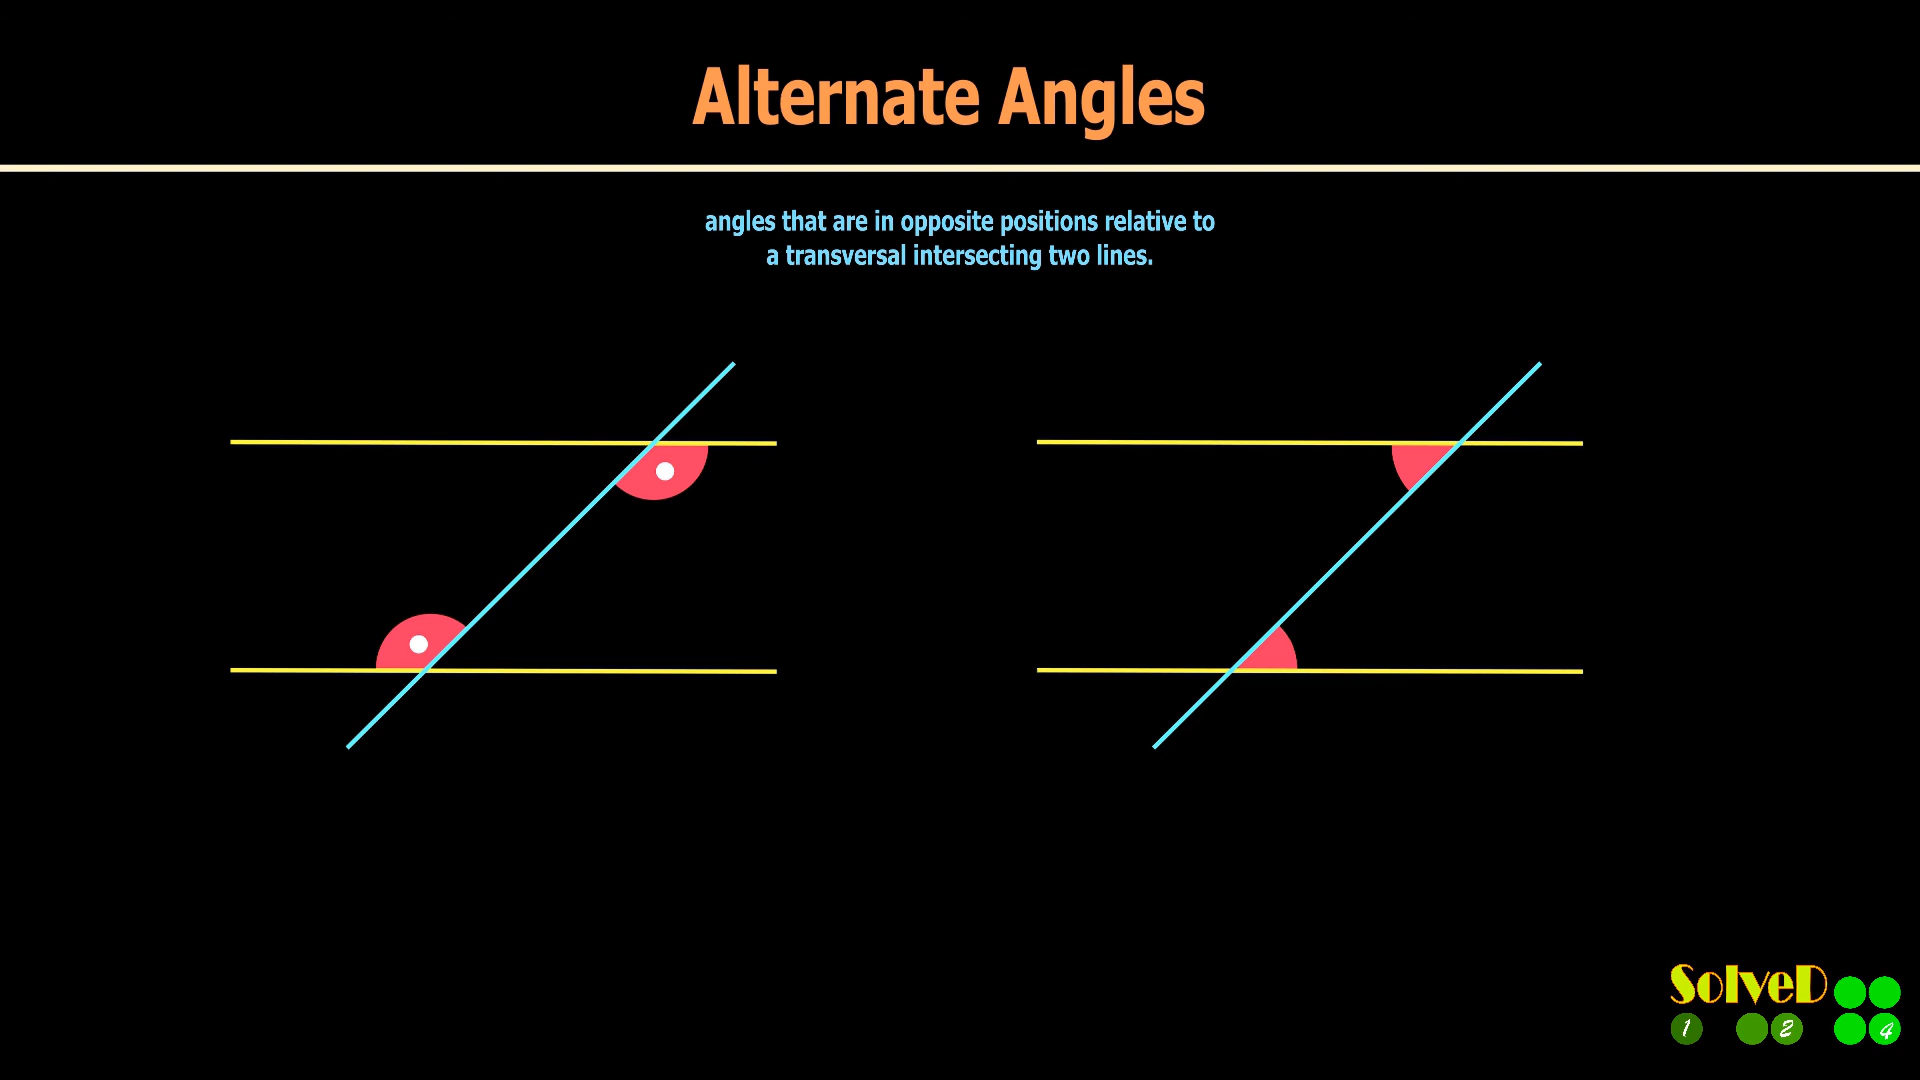 Alternate Angles
angles that are in opposite positions relative to
a transversal intersecting two lines.
SolveD
1 2 4